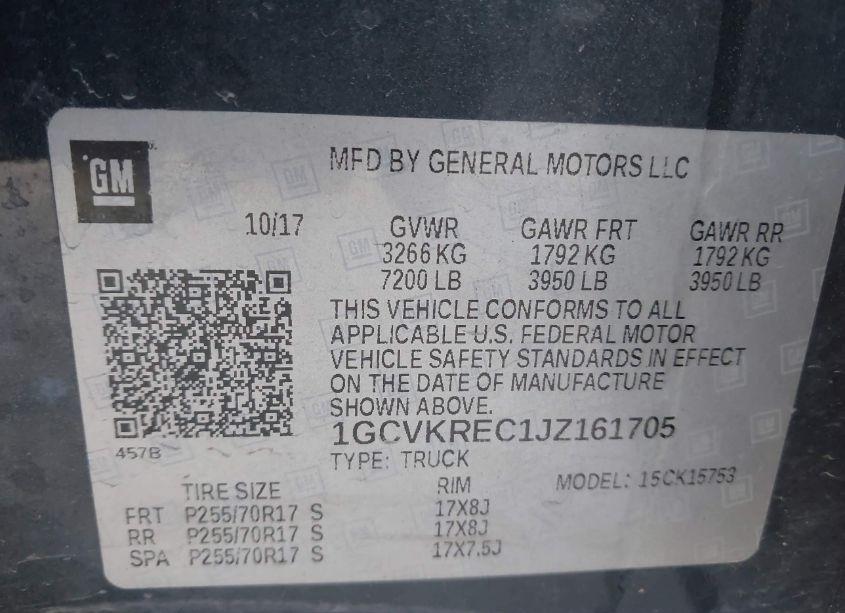 GM
MFD BY GENERAL MOTORS LLC
10/17 GVWR GAWR FRT GAWR RR
3266 KG 1792 KG 1792 KG
7200 LB 3950 LB 3950 LB
THIS VEHICLE CONFORMS TO ALL
APPLICABLE U.S. FEDERAL MOTOR
VEHICLE SAFETY STANDARDS IN EFFECT
ON THE DATE OF MANUFACTURE
SHOWN ABOVE.
1GCVKREC1JZ161705
457B
TYPE: TRUCK
TIRE SIZE RIM MODEL: 15CK15753
FRT P255/70R17 S 17X8J
RR P255/70R17 S 17X8J
SPA P255/70R17 S 17X7.5J